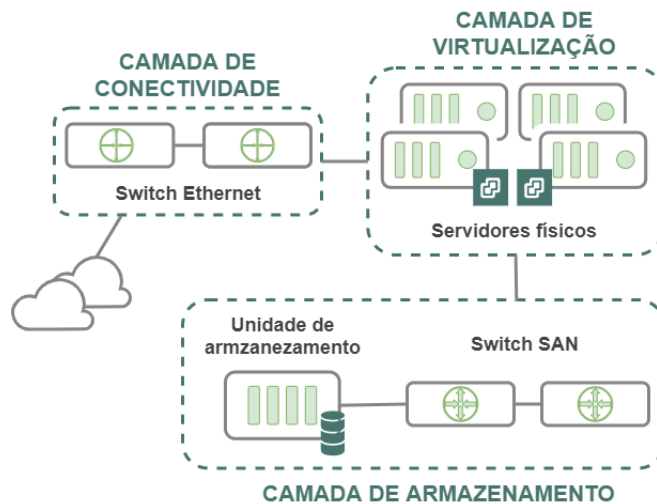 CAMADA DE
CONECTIVIDADE
Switch Ethernet
CAMADA DE
VIRTUALIZAÇÃO
Servidores físicos
Unidade de
armzanezamento
Switch SAN
CAMADA DE ARMAZENAMENTO